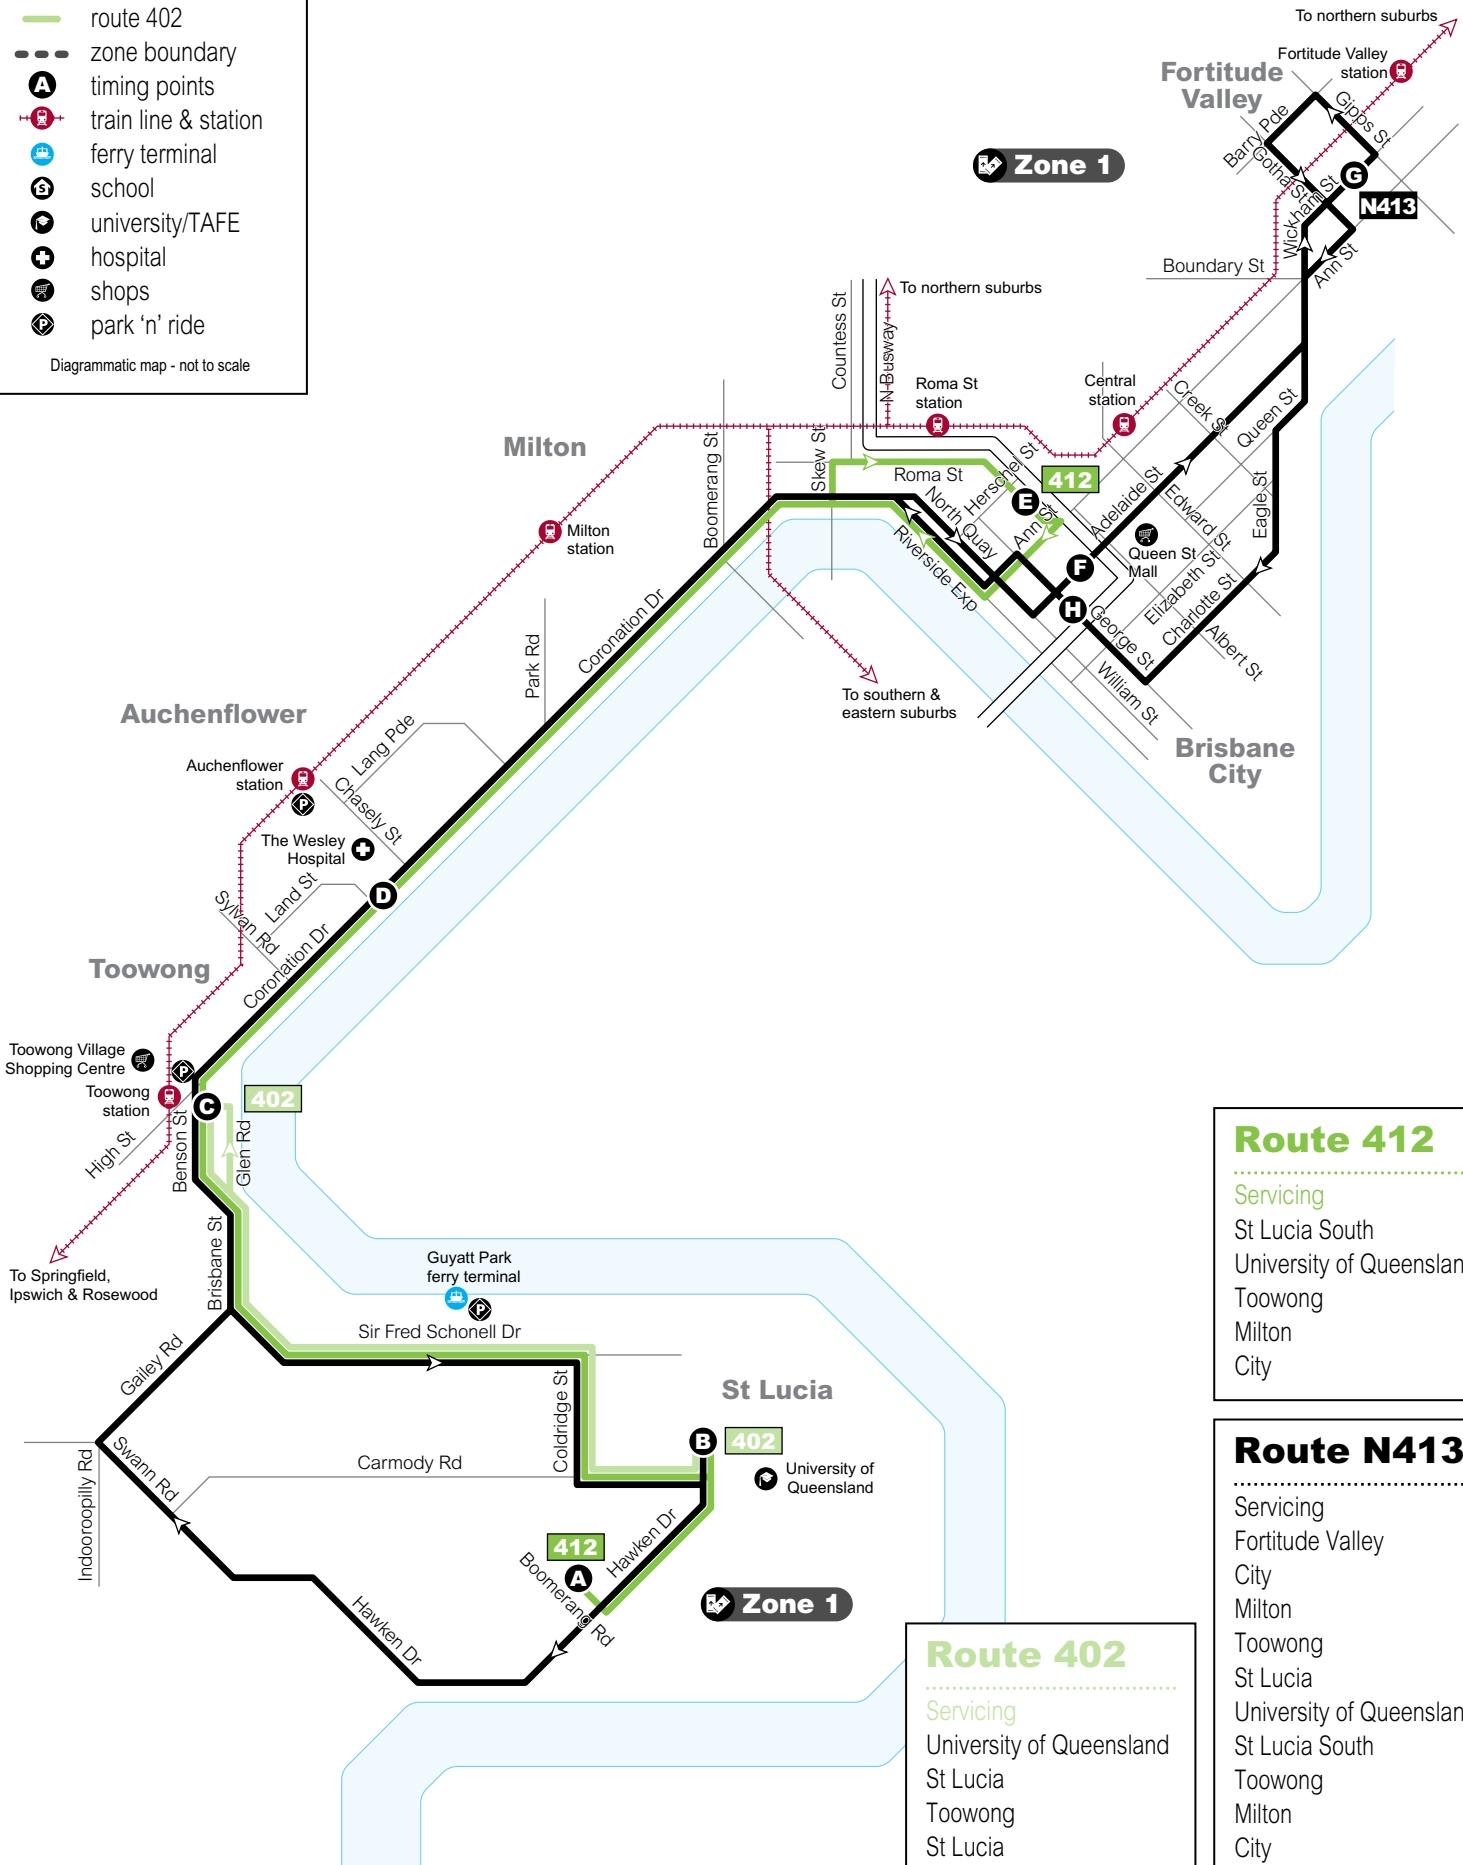 route 402
zone boundary
A
timing points
train line & station
ferry terminal
S
school
university/TAFE
hospital
shops
P
park ‘n’ ride
Diagrammatic map - not to scale
To northern suburbs
Fortitude Valley
station
Fortitude
Valley
Gipps St
Barry Pde
Gotha St
Wickham St
G
N413
Zone 1
Boundary St
Ann St
To northern suburbs
Countess St
N Busway
Roma St
station
Central
station
Creek St
Queen St
Milton
Boomerang St
Skew St
Roma St
Herschel St
412
E
North Quay
Ann St
Adelaide St
Edward St
Eagle St
Milton
station
Riverside Exp
F
Queen St
Mall
Elizabeth St
Charlotte St
H
George St
Albert St
William St
Coronation Dr
Park Rd
To southern &
eastern suburbs
Brisbane
City
Auchenflower
Auchenflower
station
P
O Lang Pde
Chasely St
The Wesley
Hospital
D
Land St
Sylvan Rd
Coronation Dr
Toowong
Toowong Village
Shopping Centre
P
Toowong
station
C
402
High St
Benson St
Glen Rd
Brisbane St
To Springfield,
Ipswich & Rosewood
Guyatt Park
ferry terminal
P
Sir Fred Schonell Dr
Gailey Rd
Coldridge St
St Lucia
B
402
University of
Queensland
Carmody Rd
Swann Rd
Indooroopilly Rd
412
A
Hawken Dr
Boomerang Rd
Hawken Dr
Zone 1
Route 412
Servicing
St Lucia South
University of Queenslan
Toowong
Milton
City
Route N413
Servicing
Fortitude Valley
City
Milton
Toowong
St Lucia
University of Queenslan
St Lucia South
Toowong
Milton
City
Route 402
Servicing
University of Queensland
St Lucia
Toowong
St Lucia